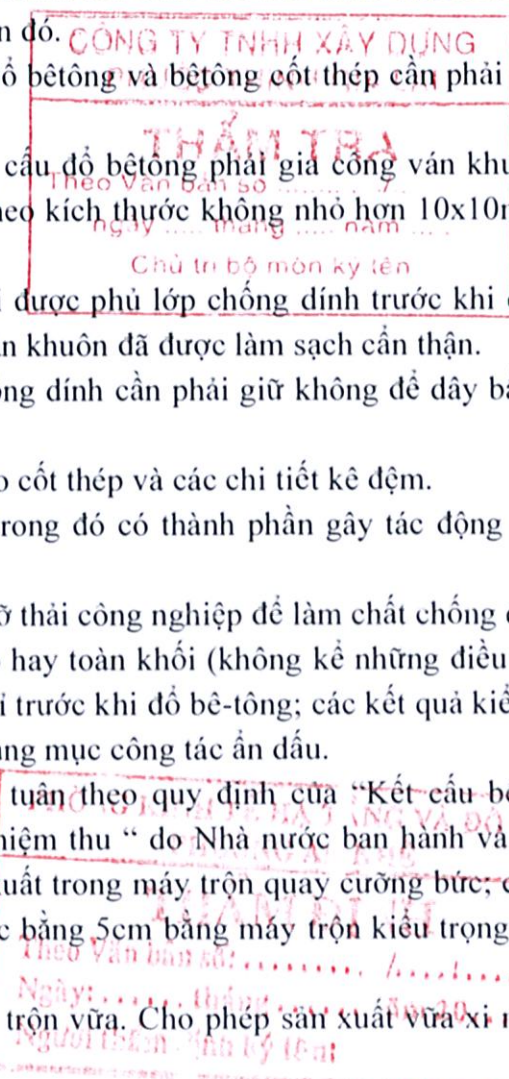 n đó.
CÔNG TY TNHH XÂY DỰNG
ổ bêtông và bêtông cốt thép cần phải
THẨM TRA
cấu đổ bêtông phải gia công ván khu
Theo Văn bản số ........ /
heo kích thước không nhỏ hơn 10x10
ngày ..... tháng ..... năm ....
Chủ trì bộ môn ký tên
được phủ lớp chống dính trước khi
n khuôn đã được làm sạch cẩn thận.
ng dính cần phải giữ không để dây b
cốt thép và các chi tiết kê đệm.
rong đó có thành phần gây tác động
ỡ thải công nghiệp để làm chất chống
hay toàn khối (không kể những điều
i trước khi đổ bê-tông; các kết quả kiể
ng mục công tác ẩn dấu.
tuân theo quy định của “Kết cấu b
hiệm thu “ do Nhà nước ban hành và
uất trong máy trộn quay cưỡng bức;
c bằng 5cm bằng máy trộn kiểu trọng
Theo Văn bản số: ......... /.......
Ngày: ...... tháng
trộn vữa. Cho phép sản xuất vữa xi